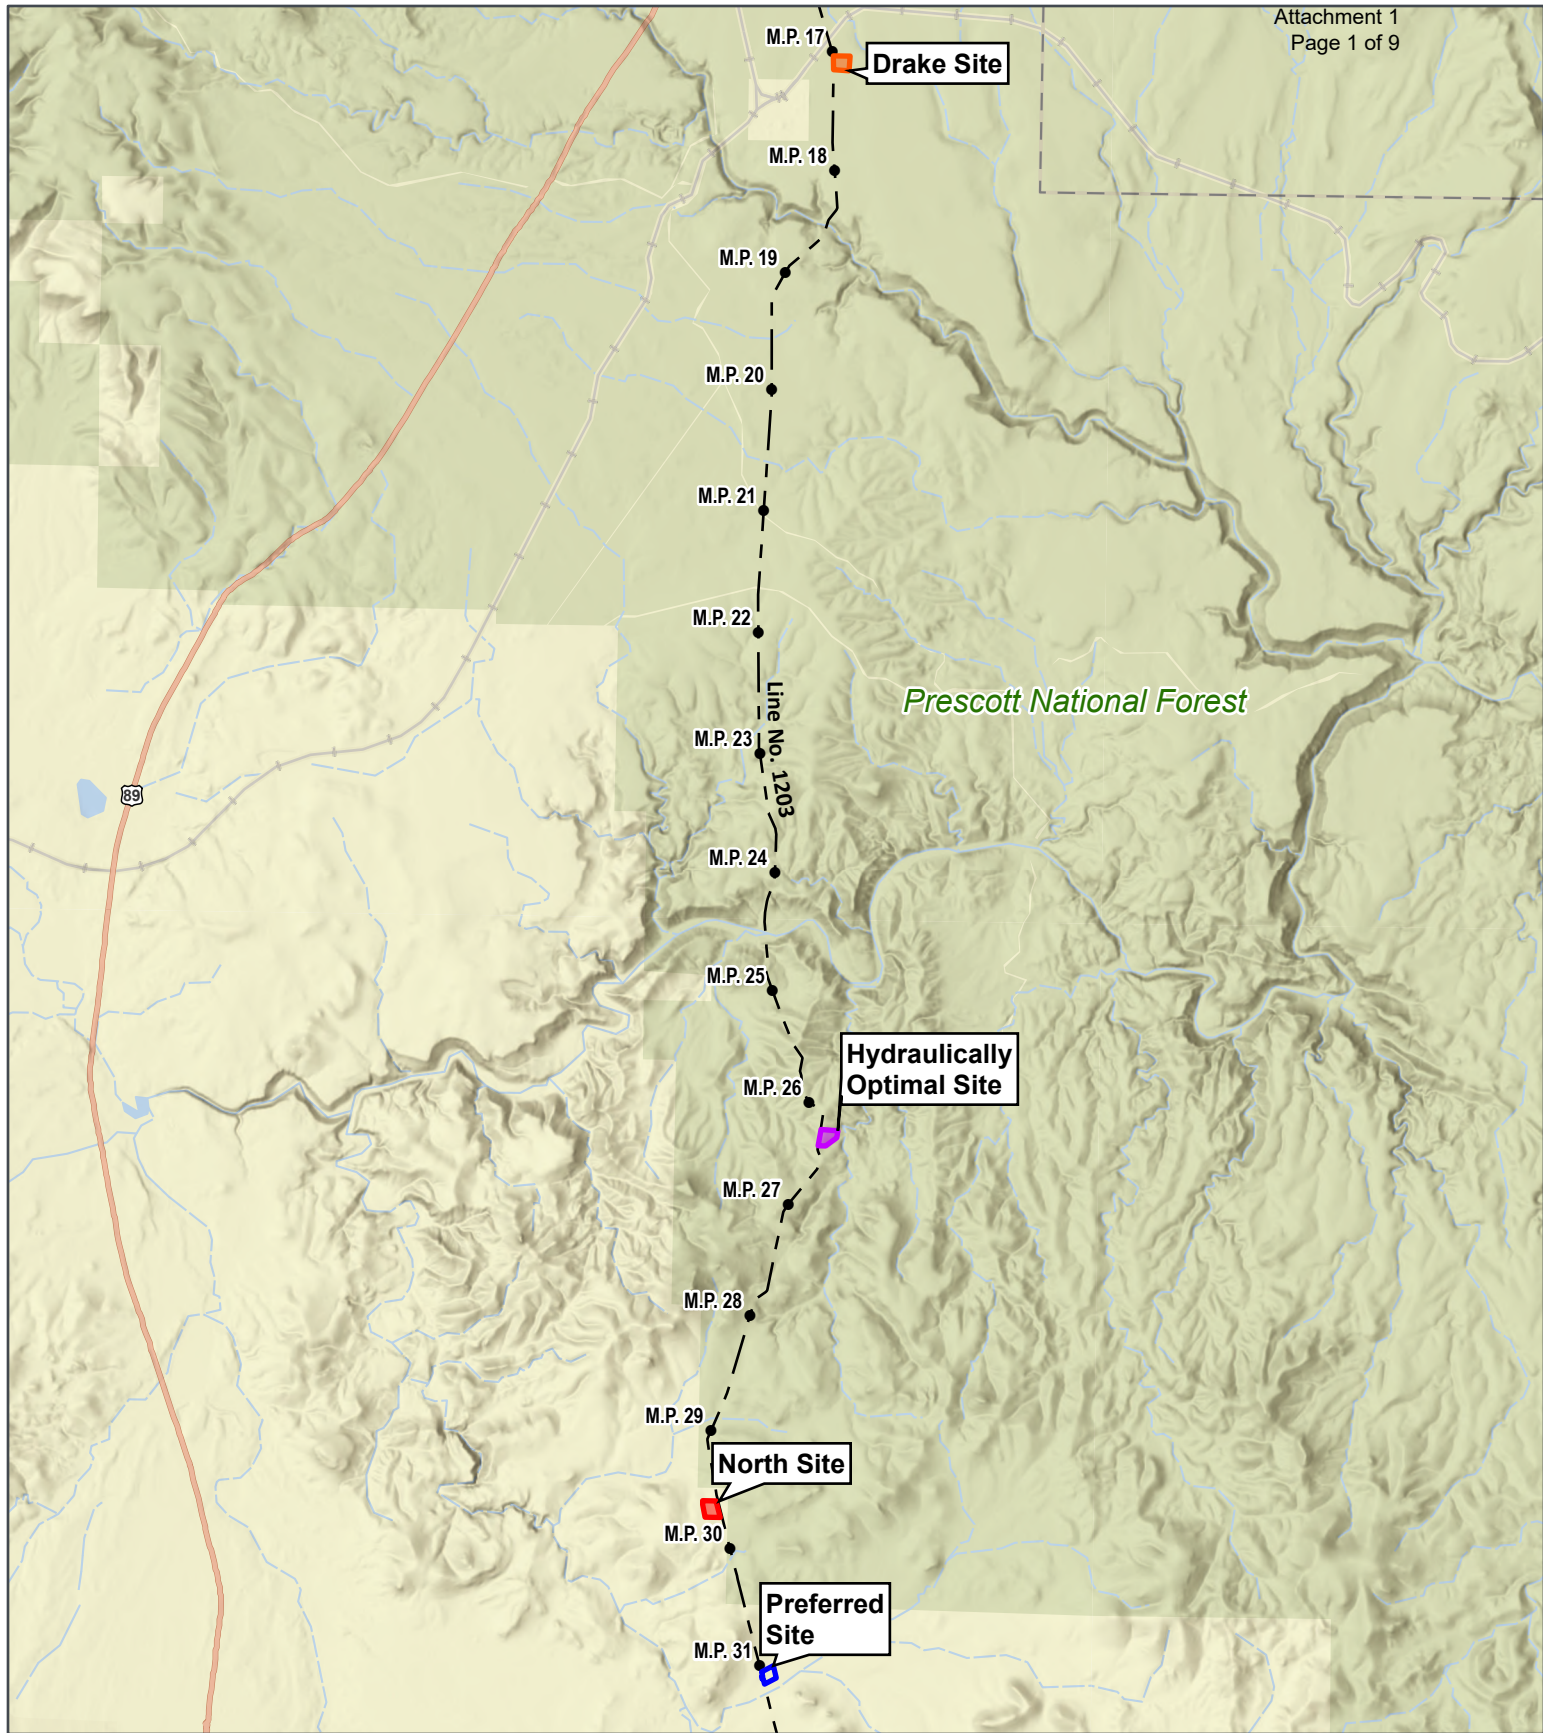 Attachment 1
Page 1 of 9
M.P. 17
Drake Site
M.P. 18
M.P. 19
M.P. 20
M.P. 21
M.P. 22
Prescott National Forest
Line No. 1203
M.P. 23
89
M.P. 24
M.P. 25
Hydraulically
Optimal Site
M.P. 26
M.P. 27
M.P. 28
M.P. 29
North Site
M.P. 30
Preferred
Site
M.P. 31